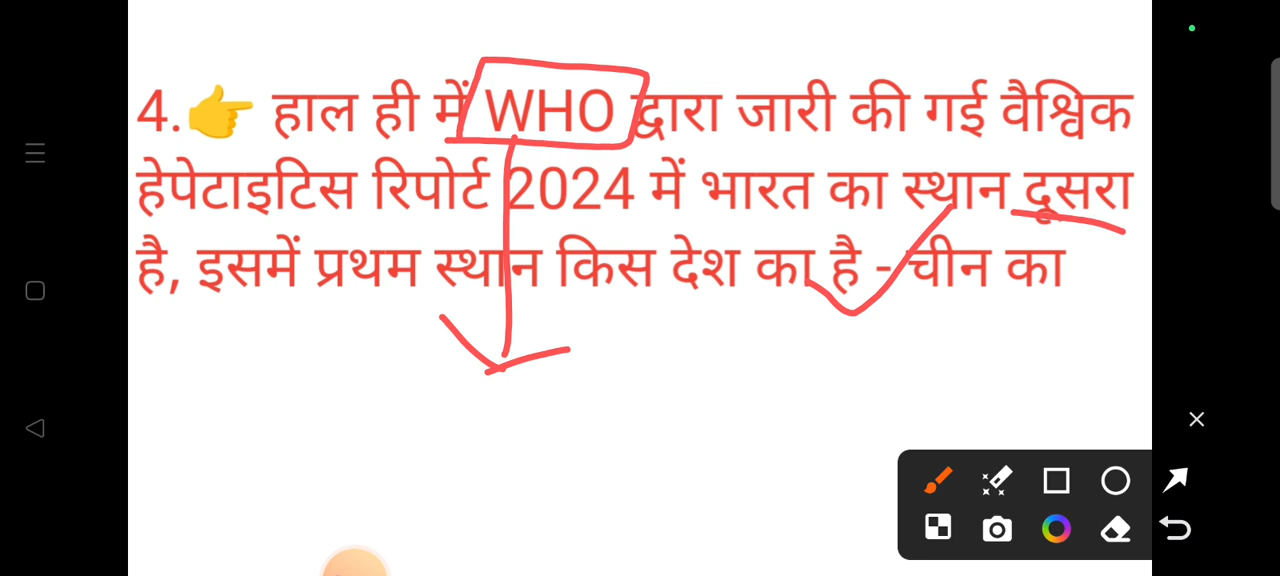 4.👉 हाल ही में WHO द्वारा जारी की गई वैश्विक
हेपेटाइटिस रिपोर्ट 2024 में भारत का स्थान दूसरा
है, इसमें प्रथम स्थान किस देश का है - चीन का